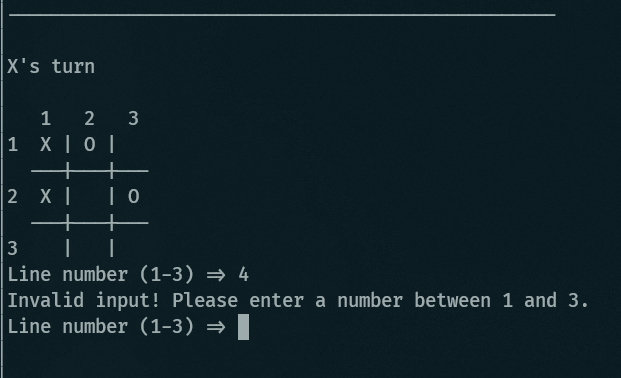 X's turn
1 2 3
1 X | O |
───┼───┼───
2 X | | O
───┼───┼───
3 | |
Line number (1-3) => 4
Invalid input! Please enter a number between 1 and 3.
Line number (1-3) =>